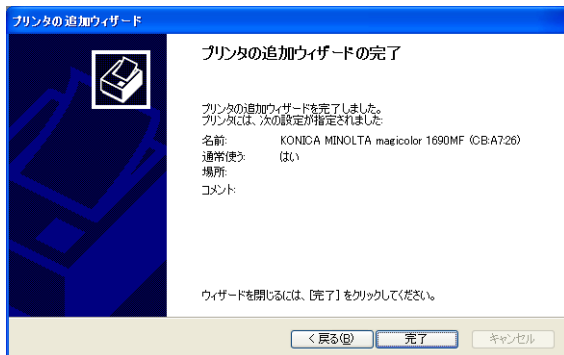 プリンタの追加ウィザード
プリンタの追加ウィザードの完了
プリンタの追加ウィザードを完了しました。
プリンタには、次の設定が指定されました:
名前: KONICA MINOLTA magicolor 1690MF (CB:A7:26)
通常使う: はい
場所:
コメント:
ウィザードを閉じるには、[完了] をクリックしてください。
< 戻る(B) 完了 キャンセル